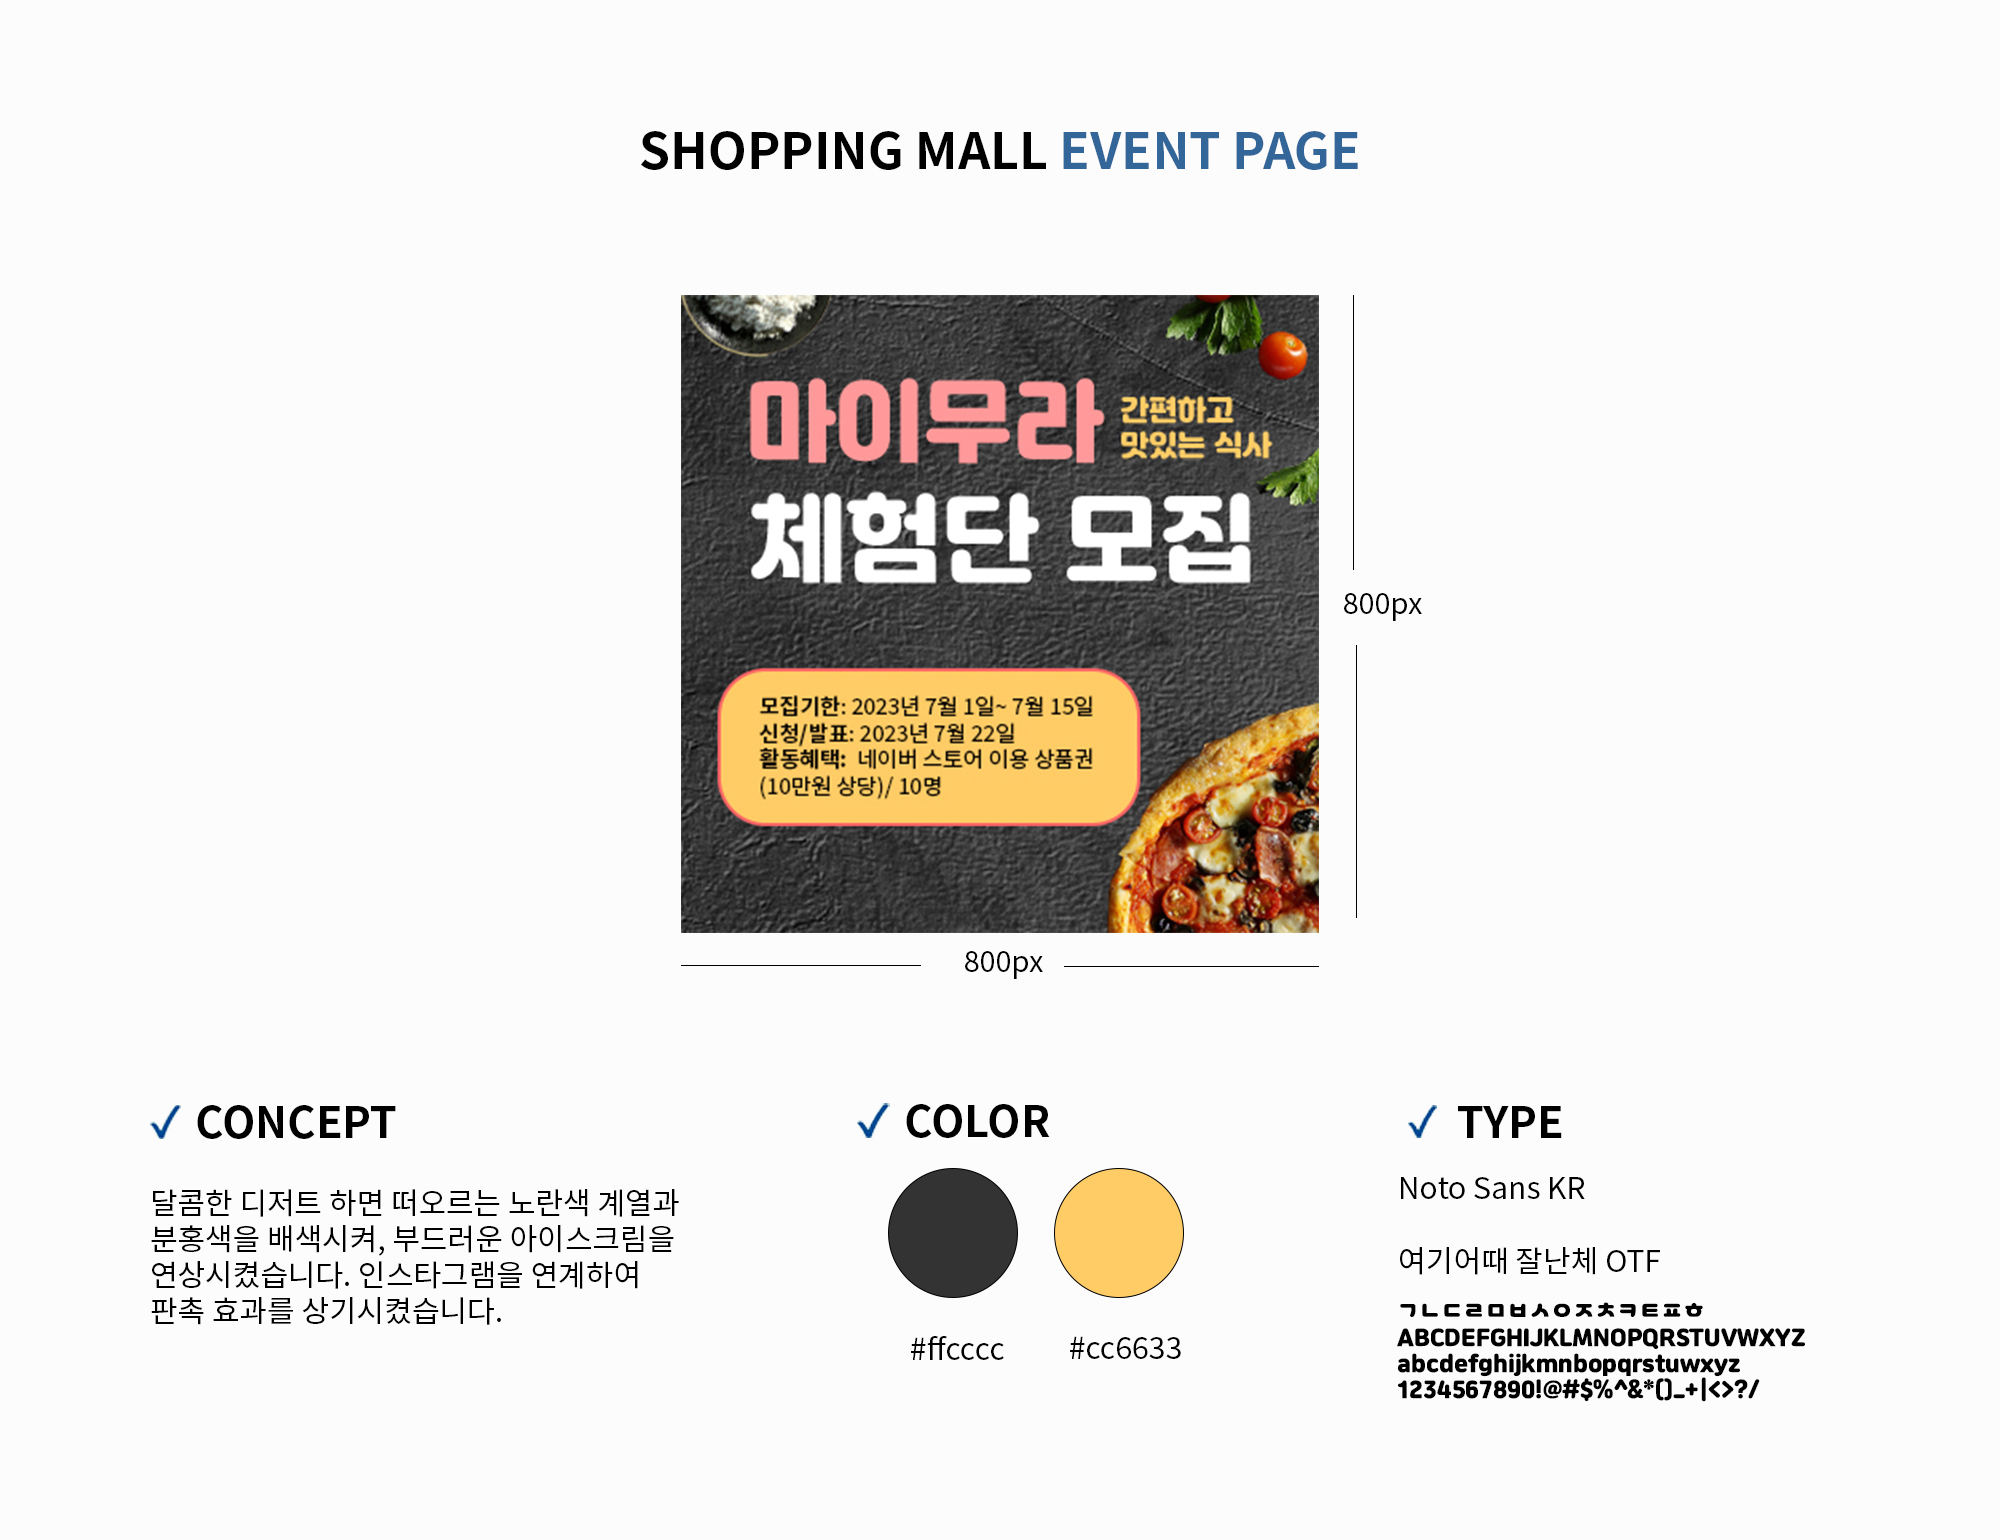 SHOPPING MALL EVENT PAGE
마이무라
간편하고
맛있는 식사
체험단 모집
모집기한: 2023년 7월 1일~ 7월 15일
신청/발표: 2023년 7월 22일
활동혜택: 네이버 스토어 이용 상품권
(10만원 상당)/ 10명
800px
800px
CONCEPT
달콤한 디저트 하면 떠오르는 노란색 계열과
분홍색을 배색시켜, 부드러운 아이스크림을
연상시켰습니다. 인스타그램을 연계하여
판촉 효과를 상기시켰습니다.
COLOR
#ffcccc
#cc6633
TYPE
Noto Sans KR
여기어때 잘난체 OTF
ㄱㄴㄷㄹㅁㅂㅅㅇㅈㅊㅋㅌㅍㅎ
ABCDEFGHIJKLMNOPQRSTUVWXYZ
abcdefghijkmnbopqrstuwxyz
1234567890!@#$%^&*()_+|<>?/